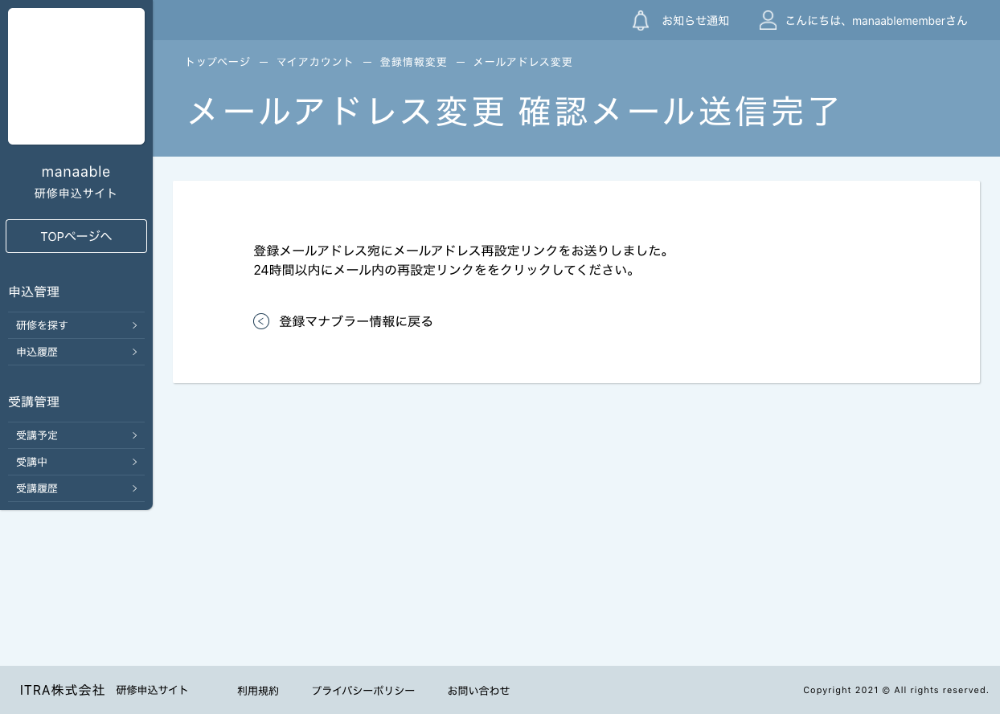 お知らせ通知
こんにちは、manaablememberさん
トップページ ー マイアカウント ー 登録情報変更 ー メールアドレス変更
メールアドレス変更 確認メール送信完了
manaable
研修申込サイト
TOPページへ
申込管理
研修を探す
申込履歴
受講管理
受講予定
受講中
受講履歴
登録メールアドレス宛にメールアドレス再設定リンクをお送りしました。
24時間以内にメール内の再設定リンクををクリックしてください。
登録マナブラー情報に戻る
ITRA株式会社 研修申込サイト 利用規約 プライバシーポリシー お問い合わせ Copyright 2021 © All rights reserved.